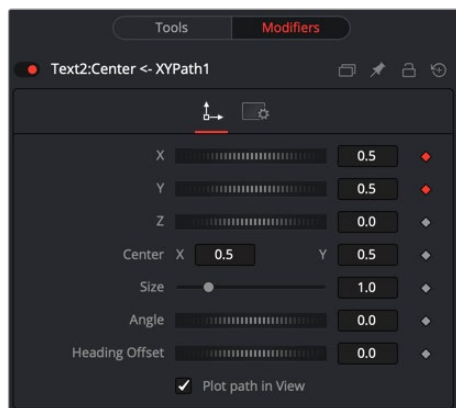 Tools Modifiers
Text2:Center <- XYPath1
X 0.5
Y 0.5
Z 0.0
Center X 0.5 Y 0.5
Size 1.0
Angle 0.0
Heading Offset 0.0
Plot path in View